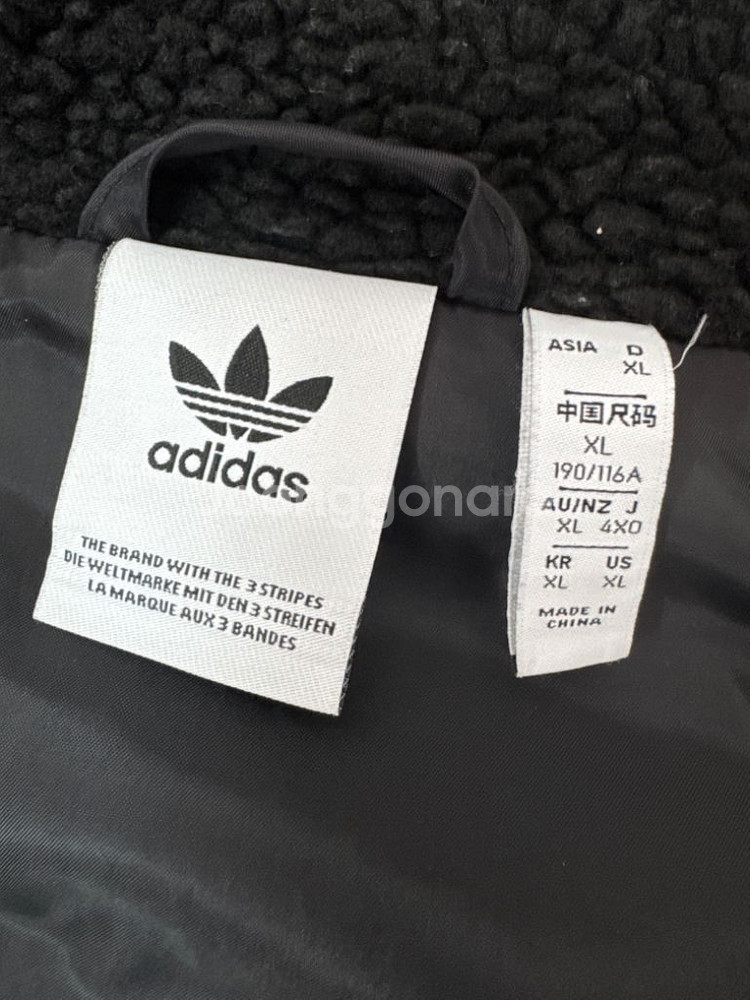 adidas
THE BRAND WITH THE 3 STRIPES
DIE WELTMARKE MIT DEN 3 STREIFEN
LA MARQUE AUX 3 BANDES
ASIA D
XL
中国尺码
XL
190/116A
AU/NZ J
XL 4XO
KR US
XL XL
MADE IN
CHINA